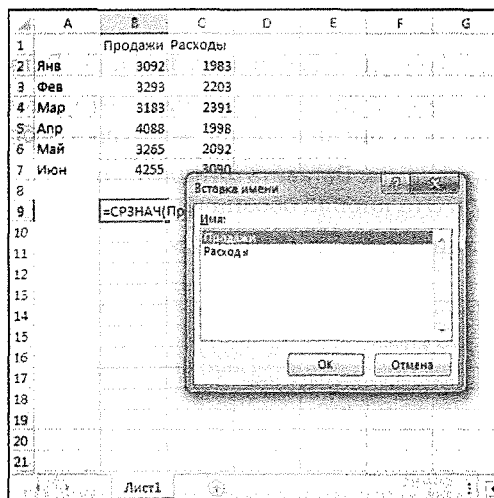 A B C D E F G
1 Продажи Расходы
2 Янв 3092 1983
3 Фев 3293 2203
4 Мар 3183 2391
5 Апр 4088 1998
6 Май 3265 2092
7 Июн 4255 3090
8
9 =СРЗНАЧ(Пр
10
11
12
13
14
15
16
17
18
19
20
21
Вставка имени
Имя:
Продажи
Расходы
ОК Отмена
Лист1